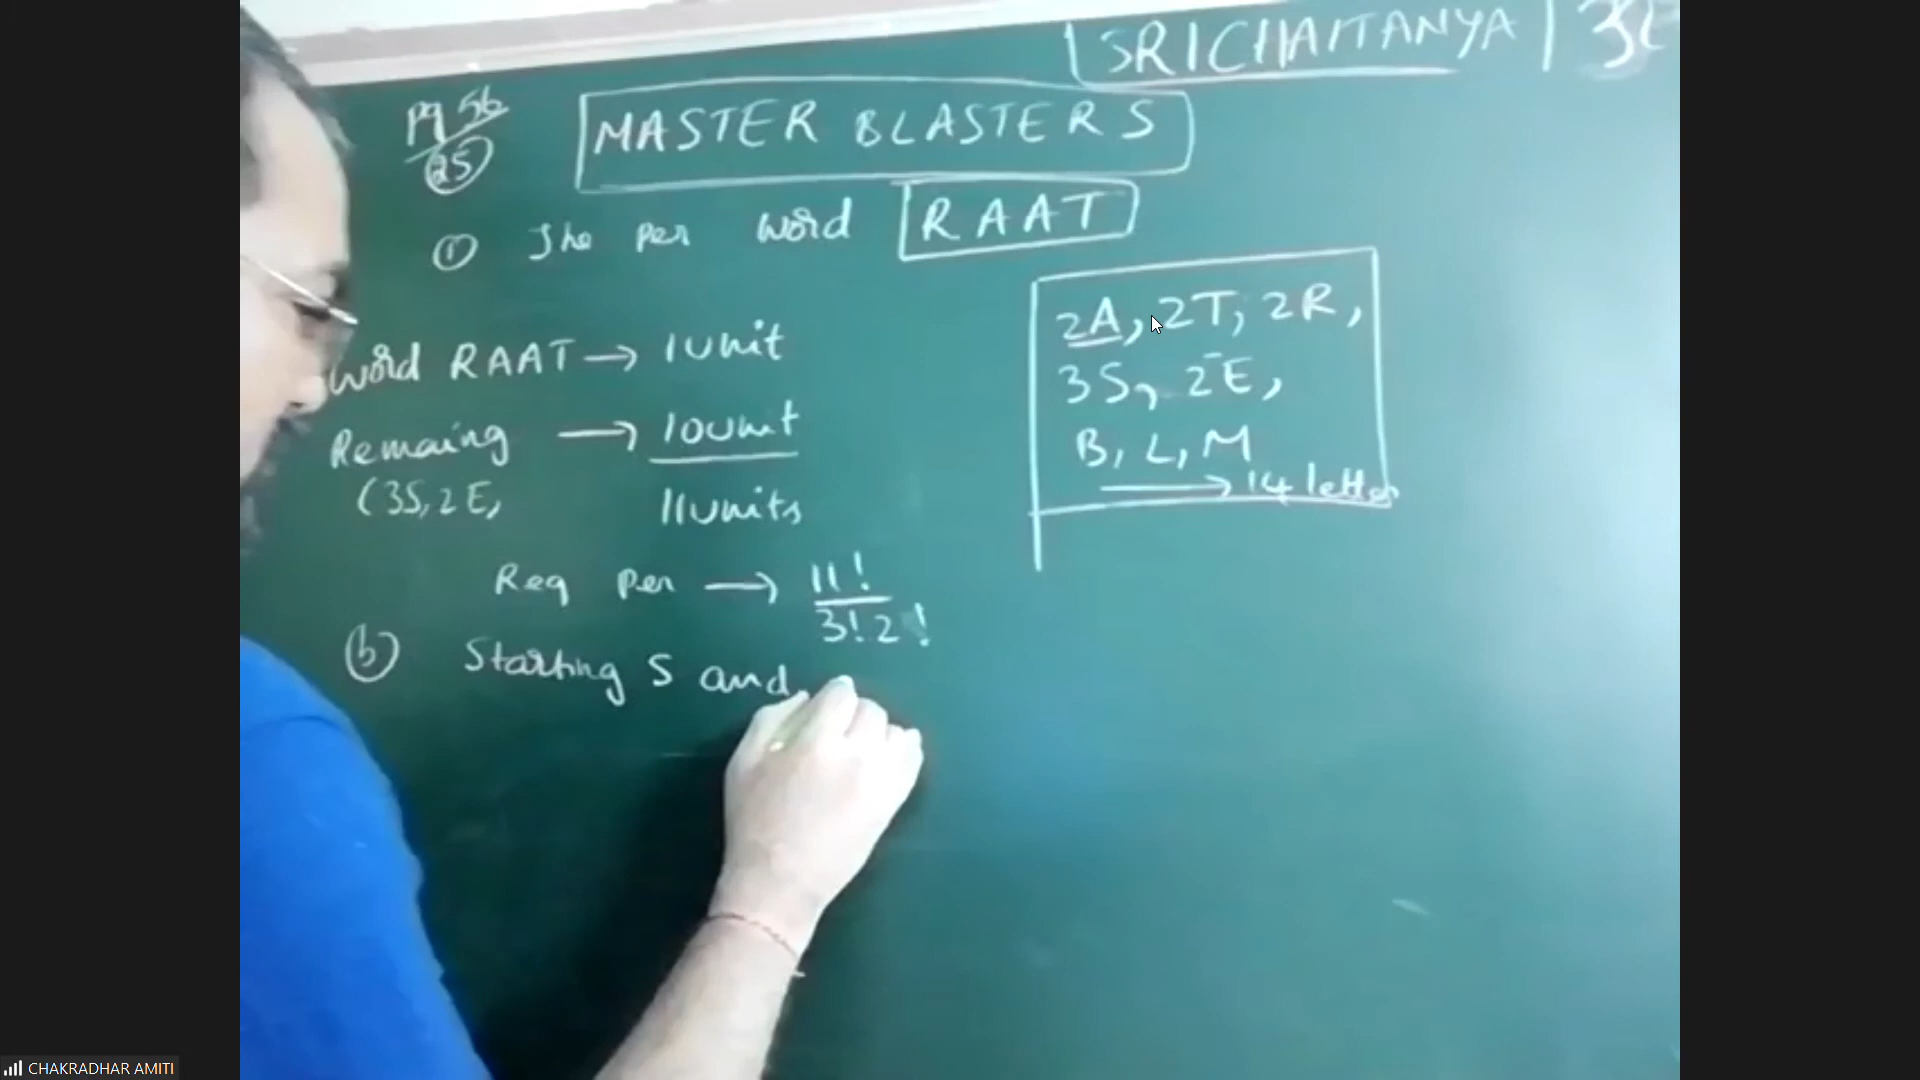 SRICHAITANYA
Pg 56
25
MASTER BLASTERS
① The per word RAAT
2A, 2T, 2R,
3S, 2E,
B, L, M
→ 14 letter
word RAAT → 1 unit
Remaing → 10 unit
(3S, 2E,
11 units
Req per → 11!
3! 2!
(b) Starting S and
CHAKRADHAR AMITI